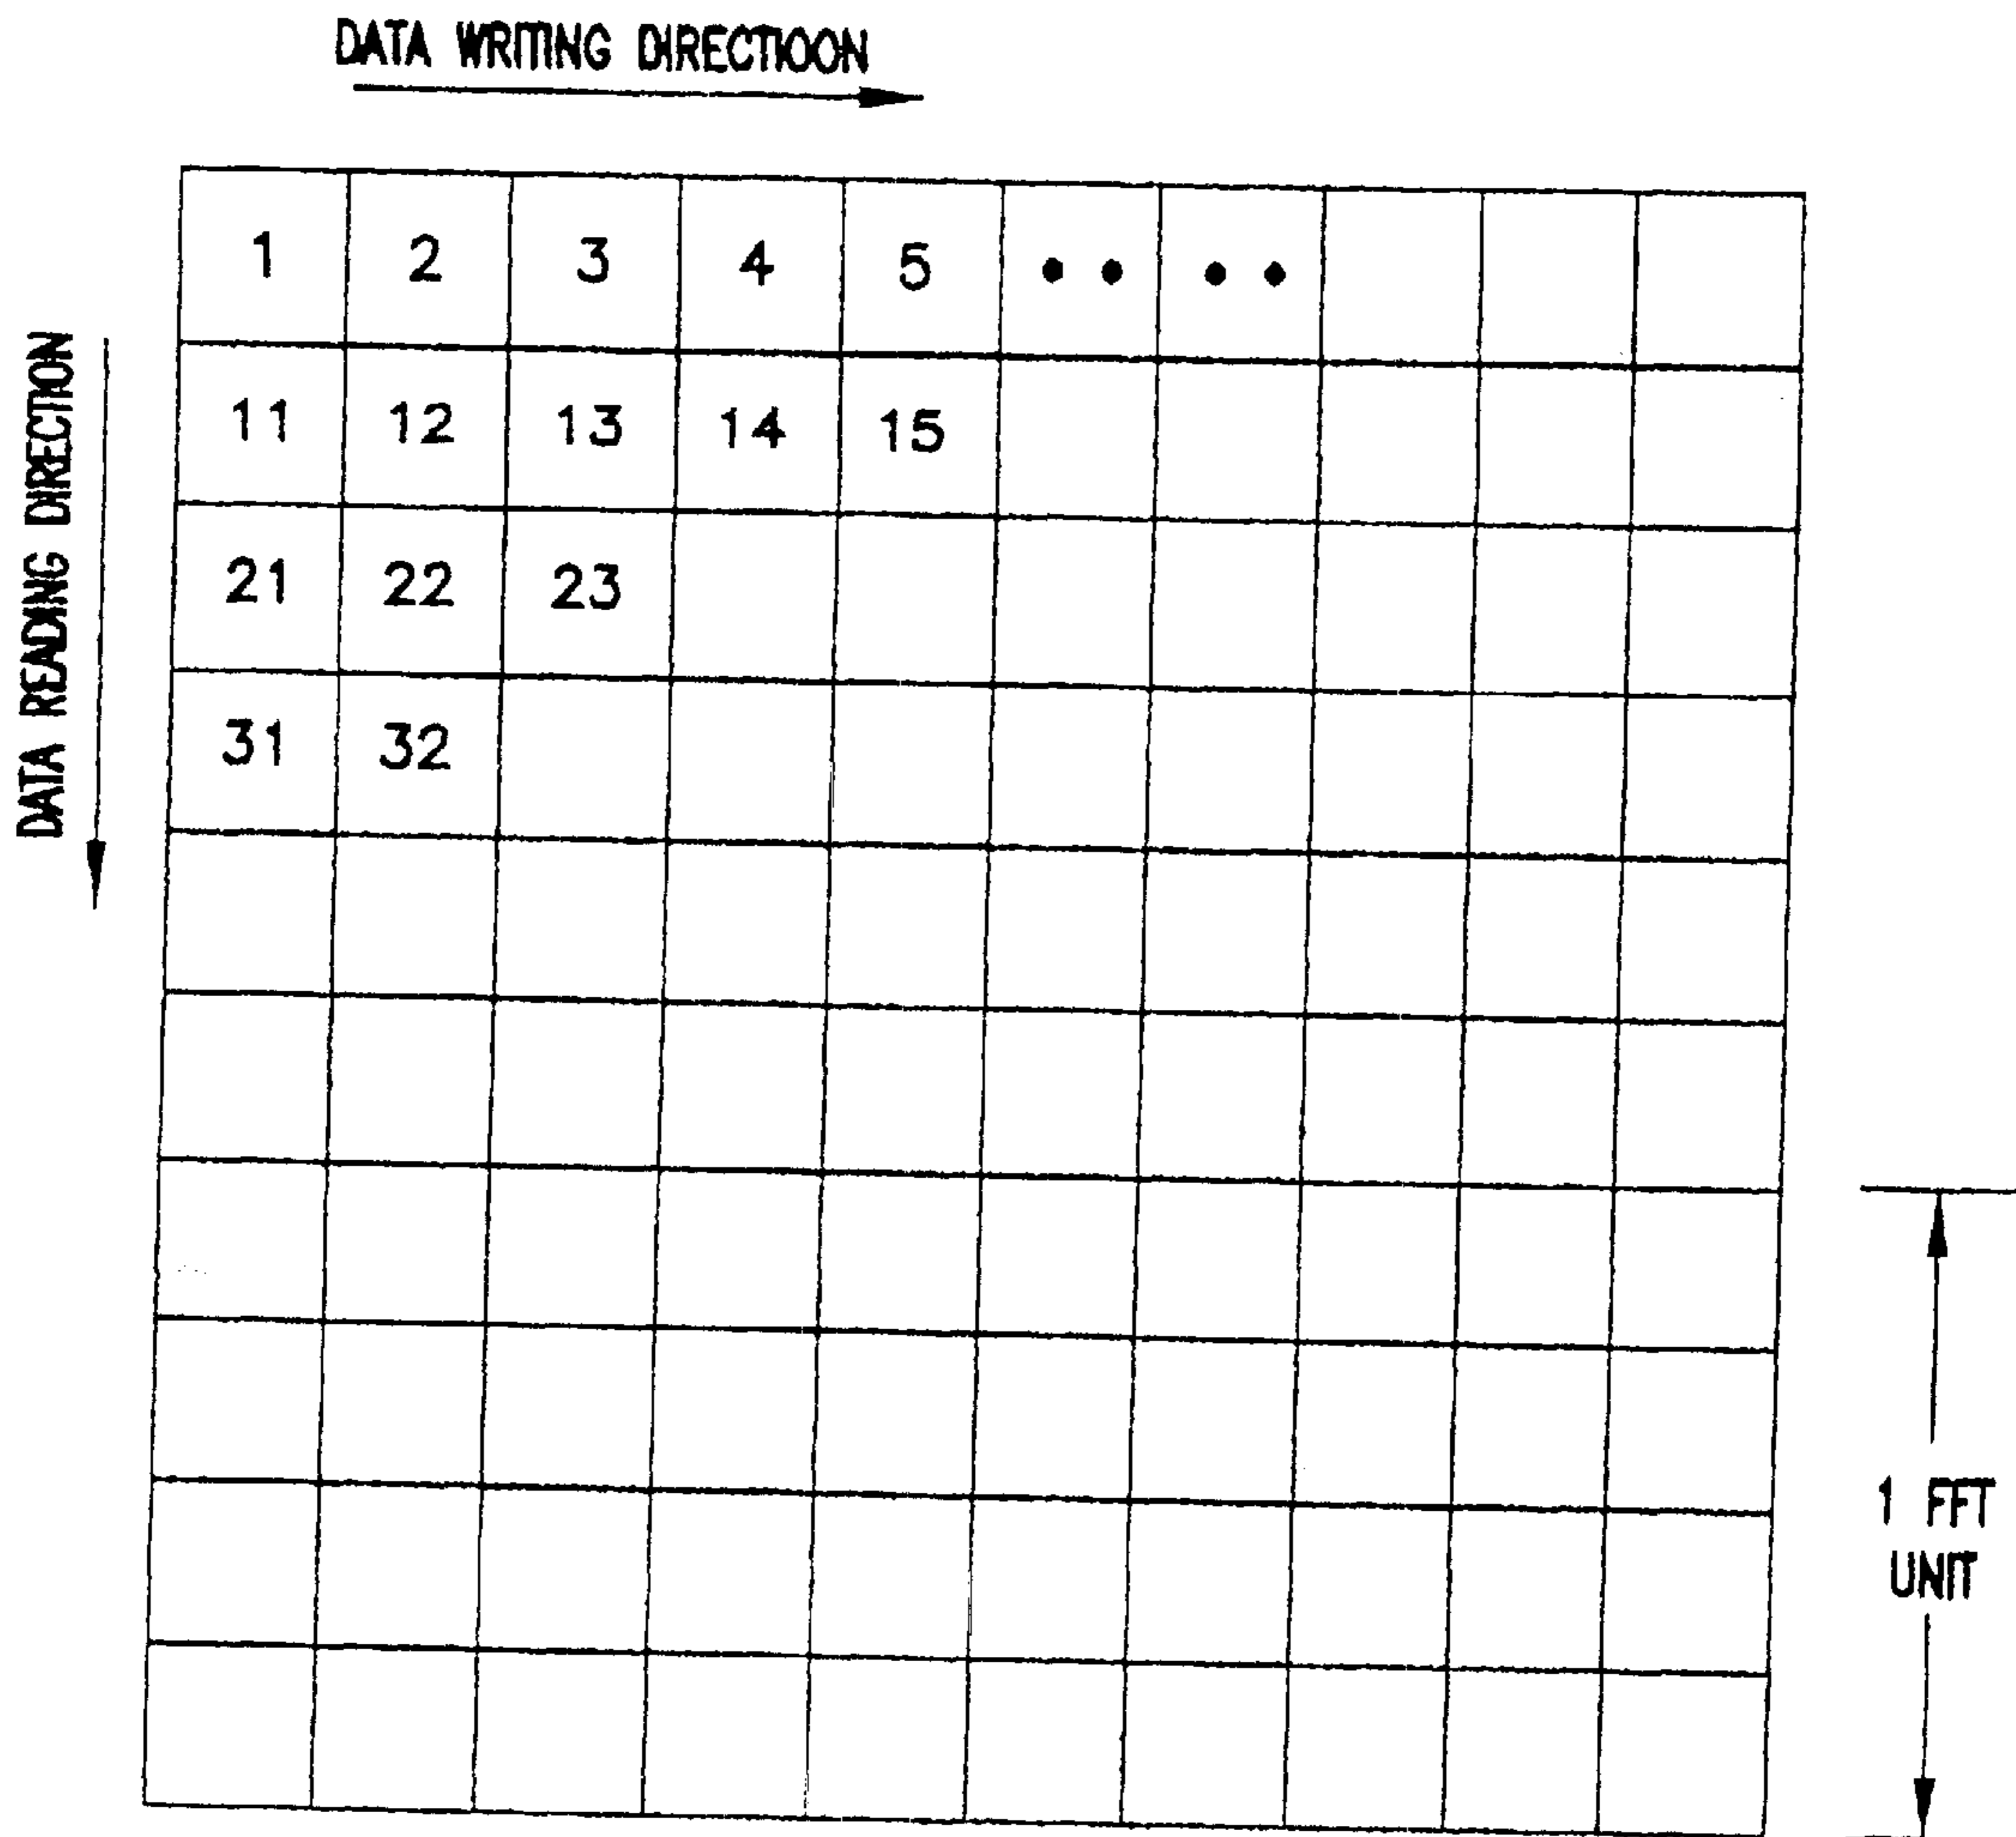 DATA WRITING DIRECTIOON
DATA READING DIRECTION
1 2 3 4 5 • • • •
11 12 13 14 15
21 22 23
31 32
1 FFT
UNIT